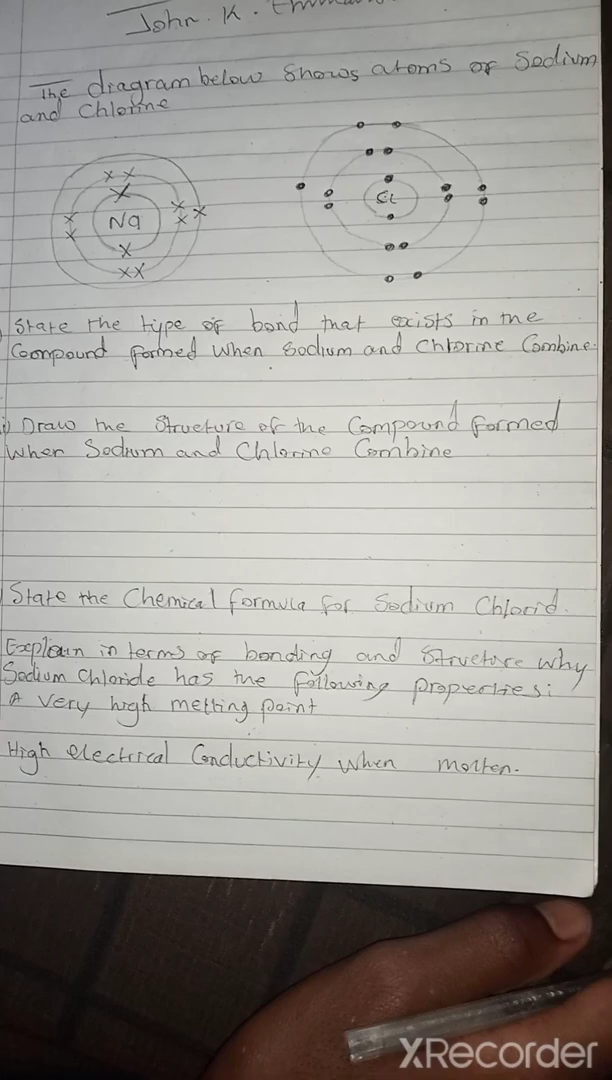 John. K.
The diagram below shows atoms of Sodium
and Chlorine
Na
CL
State the type of bond that exists in the
Compound formed when Sodium and Chlorine Combine.
i) Draw the Structure of the Compound formed
when Sodium and Chlorine Combine
State the Chemical formula for Sodium Chlorid.
Explain in terms of bonding and Structure why
Sodium Chloride has the following properties:
A very high melting point
High electrical Conductivity when molten.
XRecorder